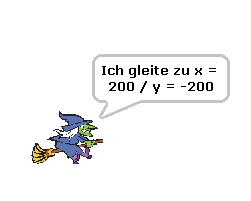 Ich gleite zu x =
200 / y = -200